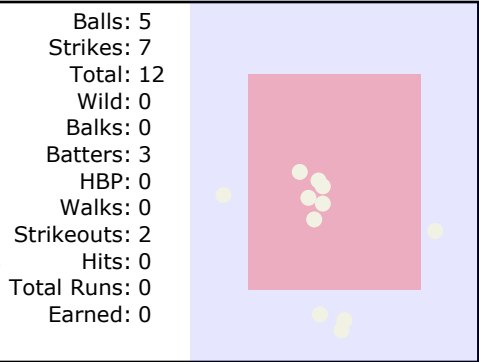 Balls: 5
Strikes: 7
Total: 12
Wild: 0
Balks: 0
Batters: 3
HBP: 0
Walks: 0
Strikeouts: 2
Hits: 0
Total Runs: 0
Earned: 0